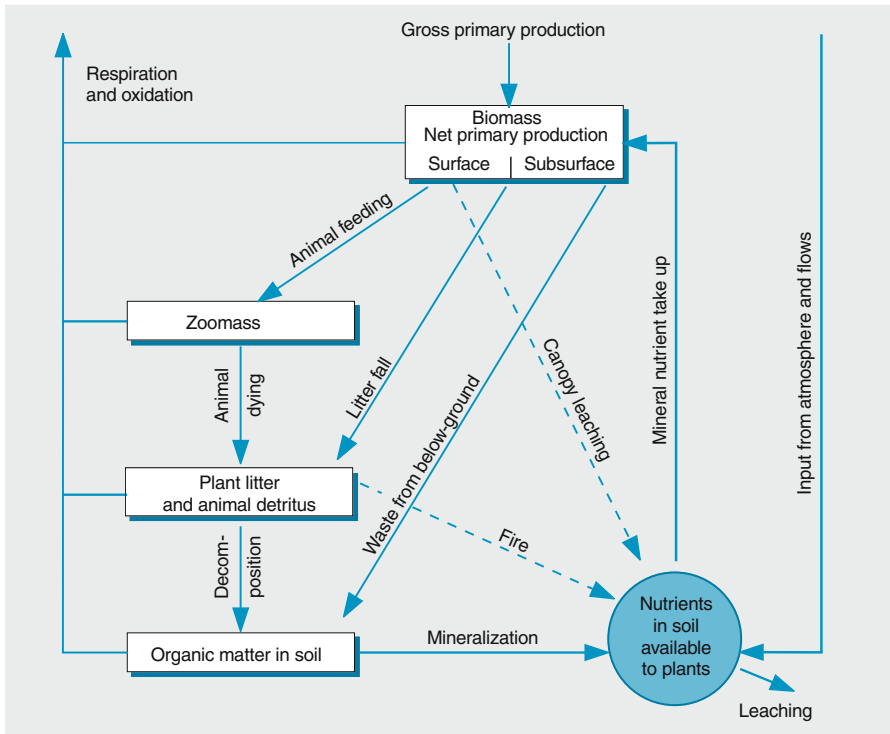 Gross primary production
Respiration
and oxidation
Biomass
Net primary production
Surface | Subsurface
Animal feeding
Zoomass
Animal
dying
Litter fall
Waste from below-ground
Canopy leaching
Mineral nutrient take up
Input from atmosphere and flows
Plant litter
and animal detritus
Fire
Decom-
position
Organic matter in soil
Mineralization
Nutrients
in soil
available
to plants
Leaching